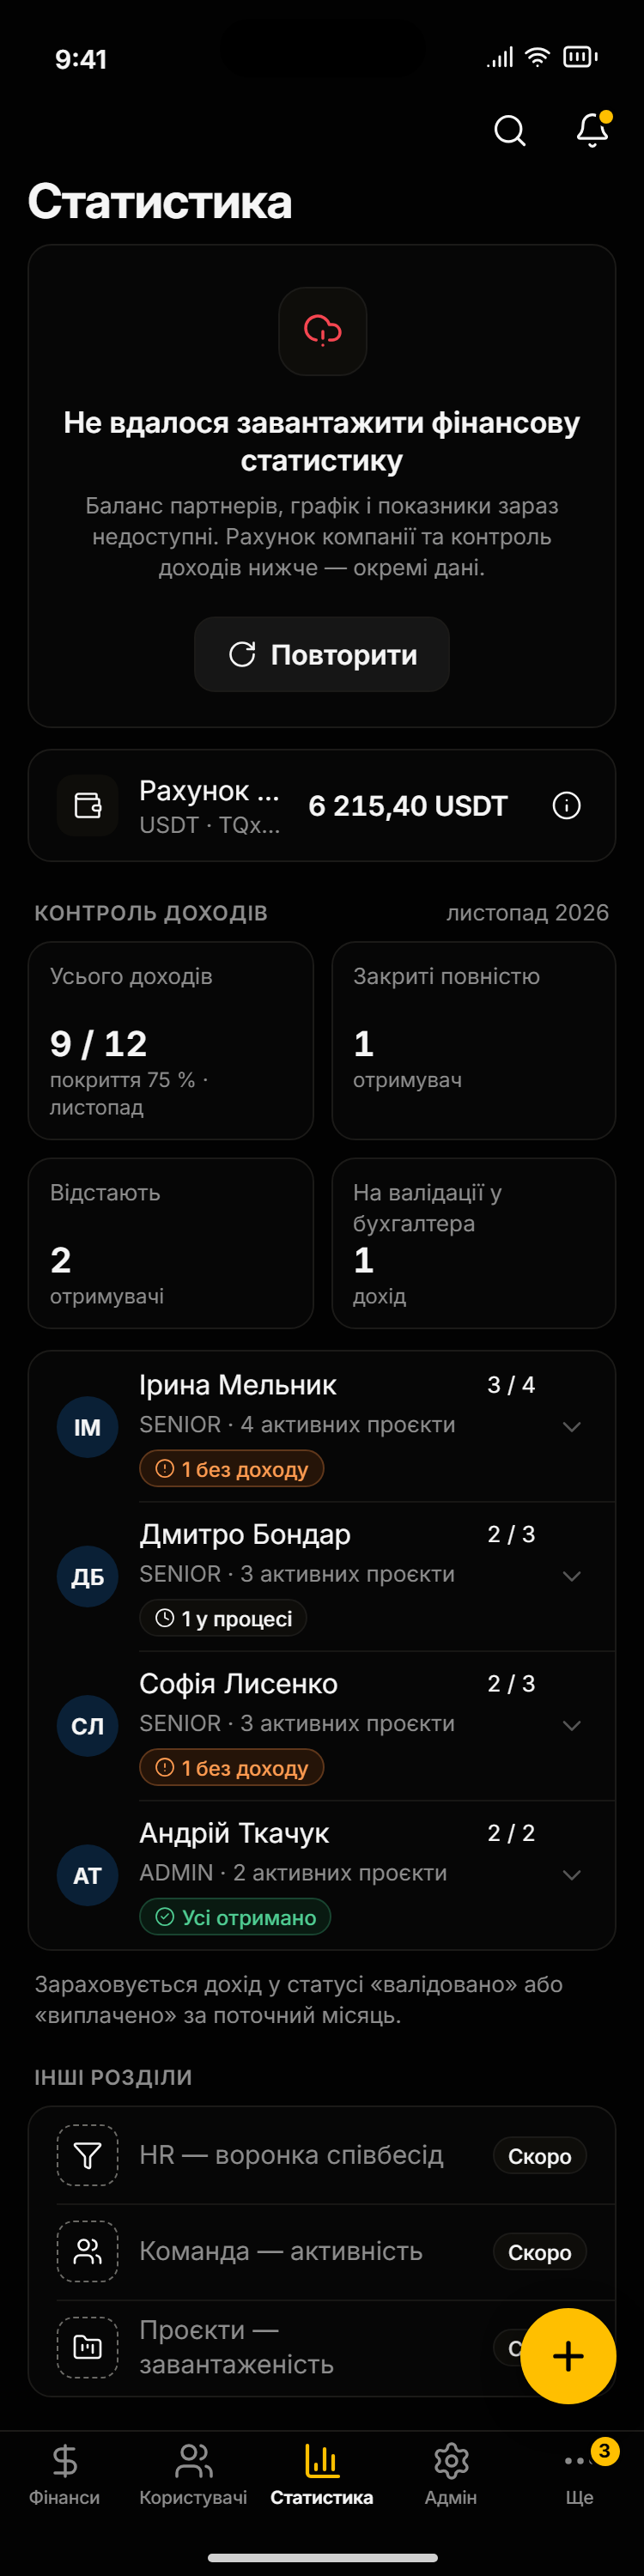 9:41
Статистика
Не вдалося завантажити фінансову
статистику
Баланс партнерів, графік і показники зараз
недоступні. Рахунок компанії та контроль
доходів нижче — окремі дані.
Повторити
Рахунок ...
6 215,40 USDT
USDT · TQx...
КОНТРОЛЬ ДОХОДІВ
листопад 2026
Усього доходів
9 / 12
покриття 75 % ·
листопад
Закриті повністю
1
отримувач
Відстають
2
отримувачі
На валідації у
бухгалтера
1
дохід
ІМ
Ірина Мельник
3 / 4
SENIOR · 4 активних проєкти
1 без доходу
ДБ
Дмитро Бондар
2 / 3
SENIOR · 3 активних проєкти
1 у процесі
СЛ
Софія Лисенко
2 / 3
SENIOR · 3 активних проєкти
1 без доходу
АТ
Андрій Ткачук
2 / 2
ADMIN · 2 активних проєкти
Усі отримано
Зараховується дохід у статусі «валідовано» або
«виплачено» за поточний місяць.
ІНШІ РОЗДІЛИ
HR — воронка співбесід
Скоро
Команда — активність
Скоро
Проєкти —
завантаженість
Фінанси
Користувачі
Статистика
Адмін
3
Ще